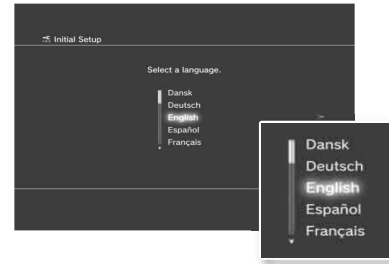 Initial Setup
Select a language.
Dansk
Deutsch
English
Español
Français
Dansk
Deutsch
English
Español
Français